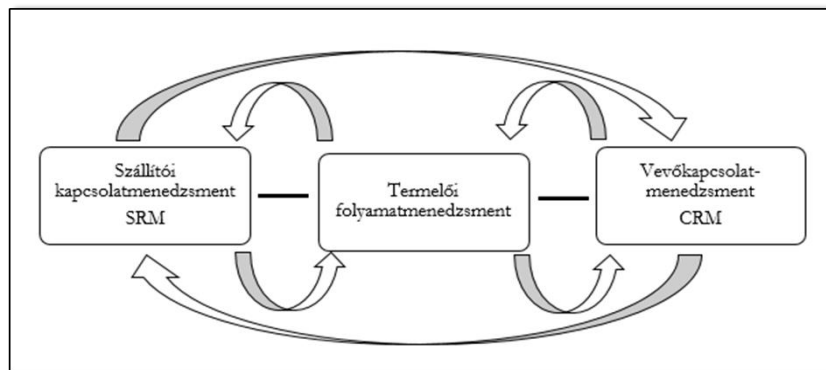 Szállítói
kapcsolatmenedzsment
SRM
Termelői
folyamatmenedzsment
Vevőkapcsolat-
menedzsment
CRM